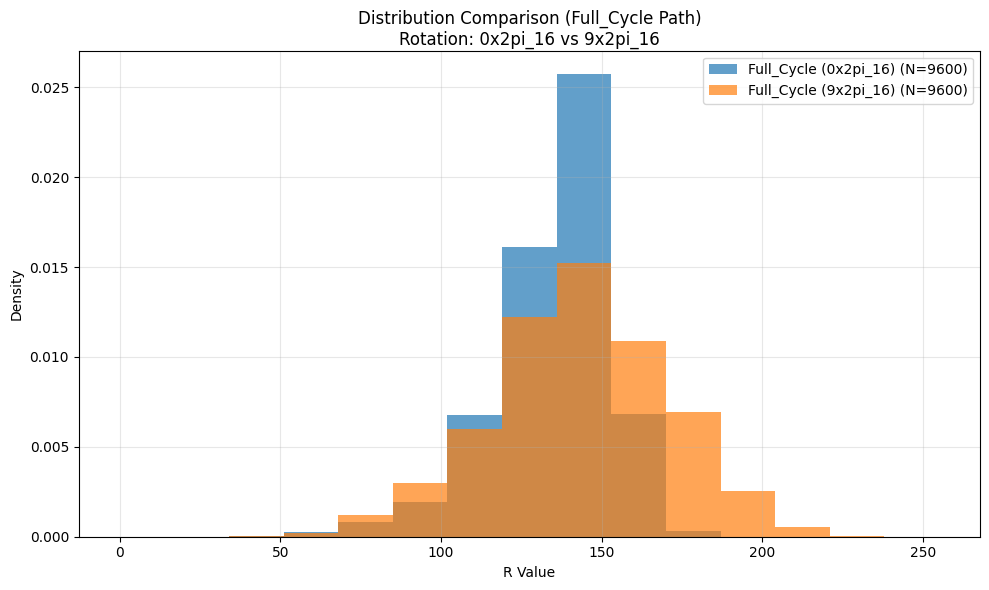 Distribution Comparison (Full_Cycle Path)
Rotation: 0x2pi_16 vs 9x2pi_16
Full_Cycle (0x2pi_16) (N=9600)
Full_Cycle (9x2pi_16) (N=9600)
Density
0.025
0.020
0.015
0.010
0.005
0.000
0 50 100 150 200 250
R Value